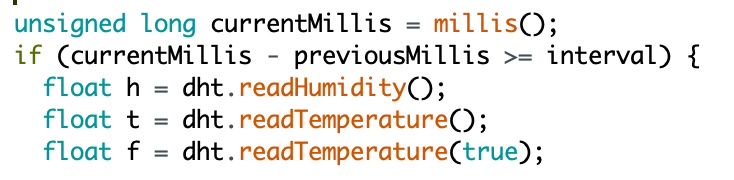 unsigned long currentMillis = millis();
if (currentMillis - previousMillis >= interval) {
  float h = dht.readHumidity();
  float t = dht.readTemperature();
  float f = dht.readTemperature(true);